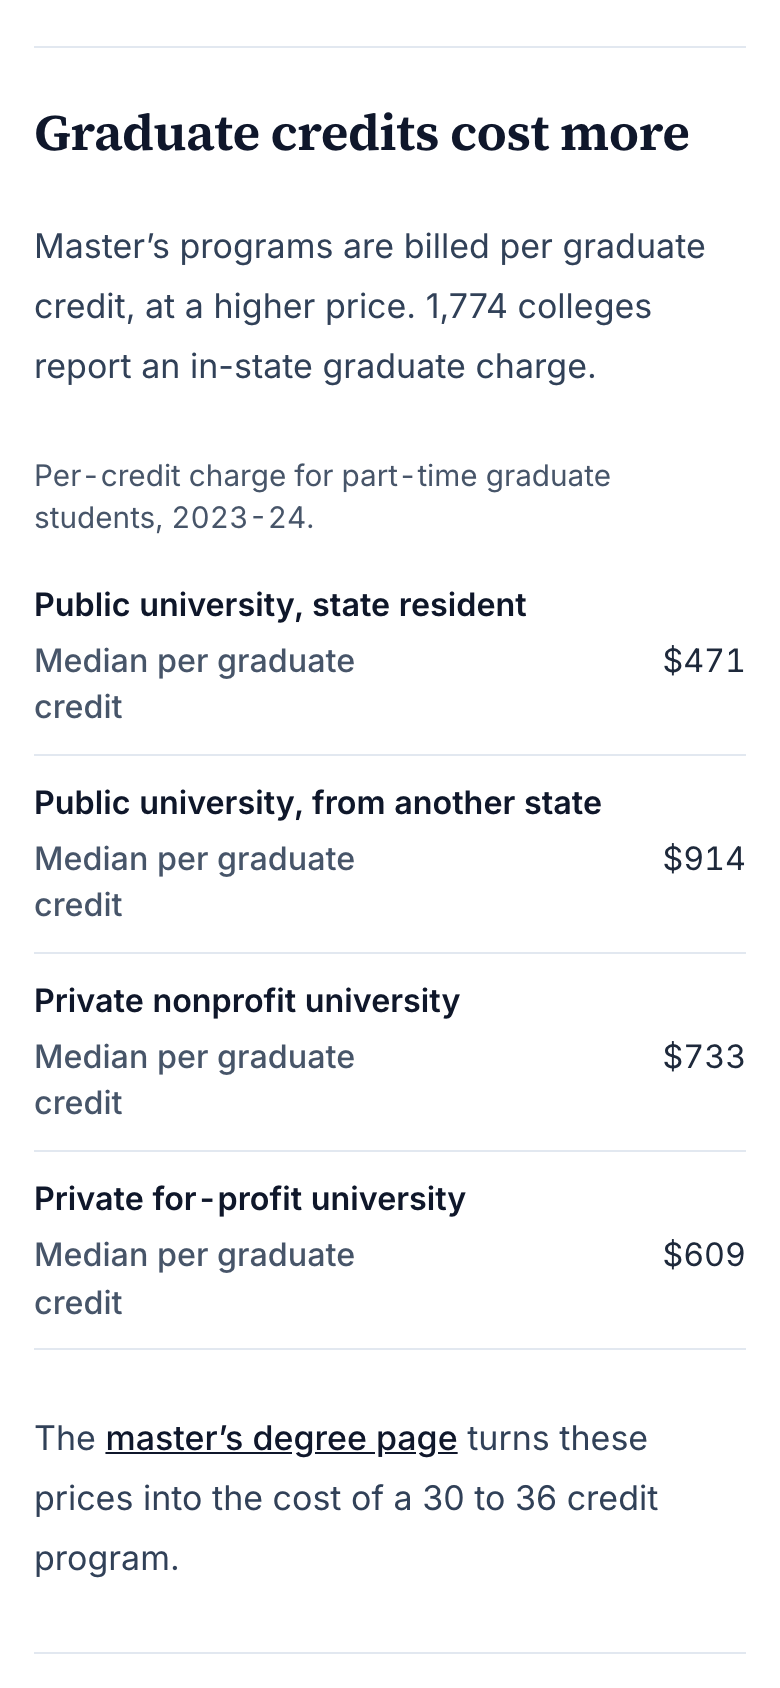 Graduate credits cost more
Master’s programs are billed per graduate
credit, at a higher price. 1,774 colleges
report an in-state graduate charge.
Per-credit charge for part-time graduate
students, 2023-24.
Public university, state resident
Median per graduate $471
credit
Public university, from another state
Median per graduate $914
credit
Private nonprofit university
Median per graduate $733
credit
Private for-profit university
Median per graduate $609
credit
The master’s degree page turns these
prices into the cost of a 30 to 36 credit
program.